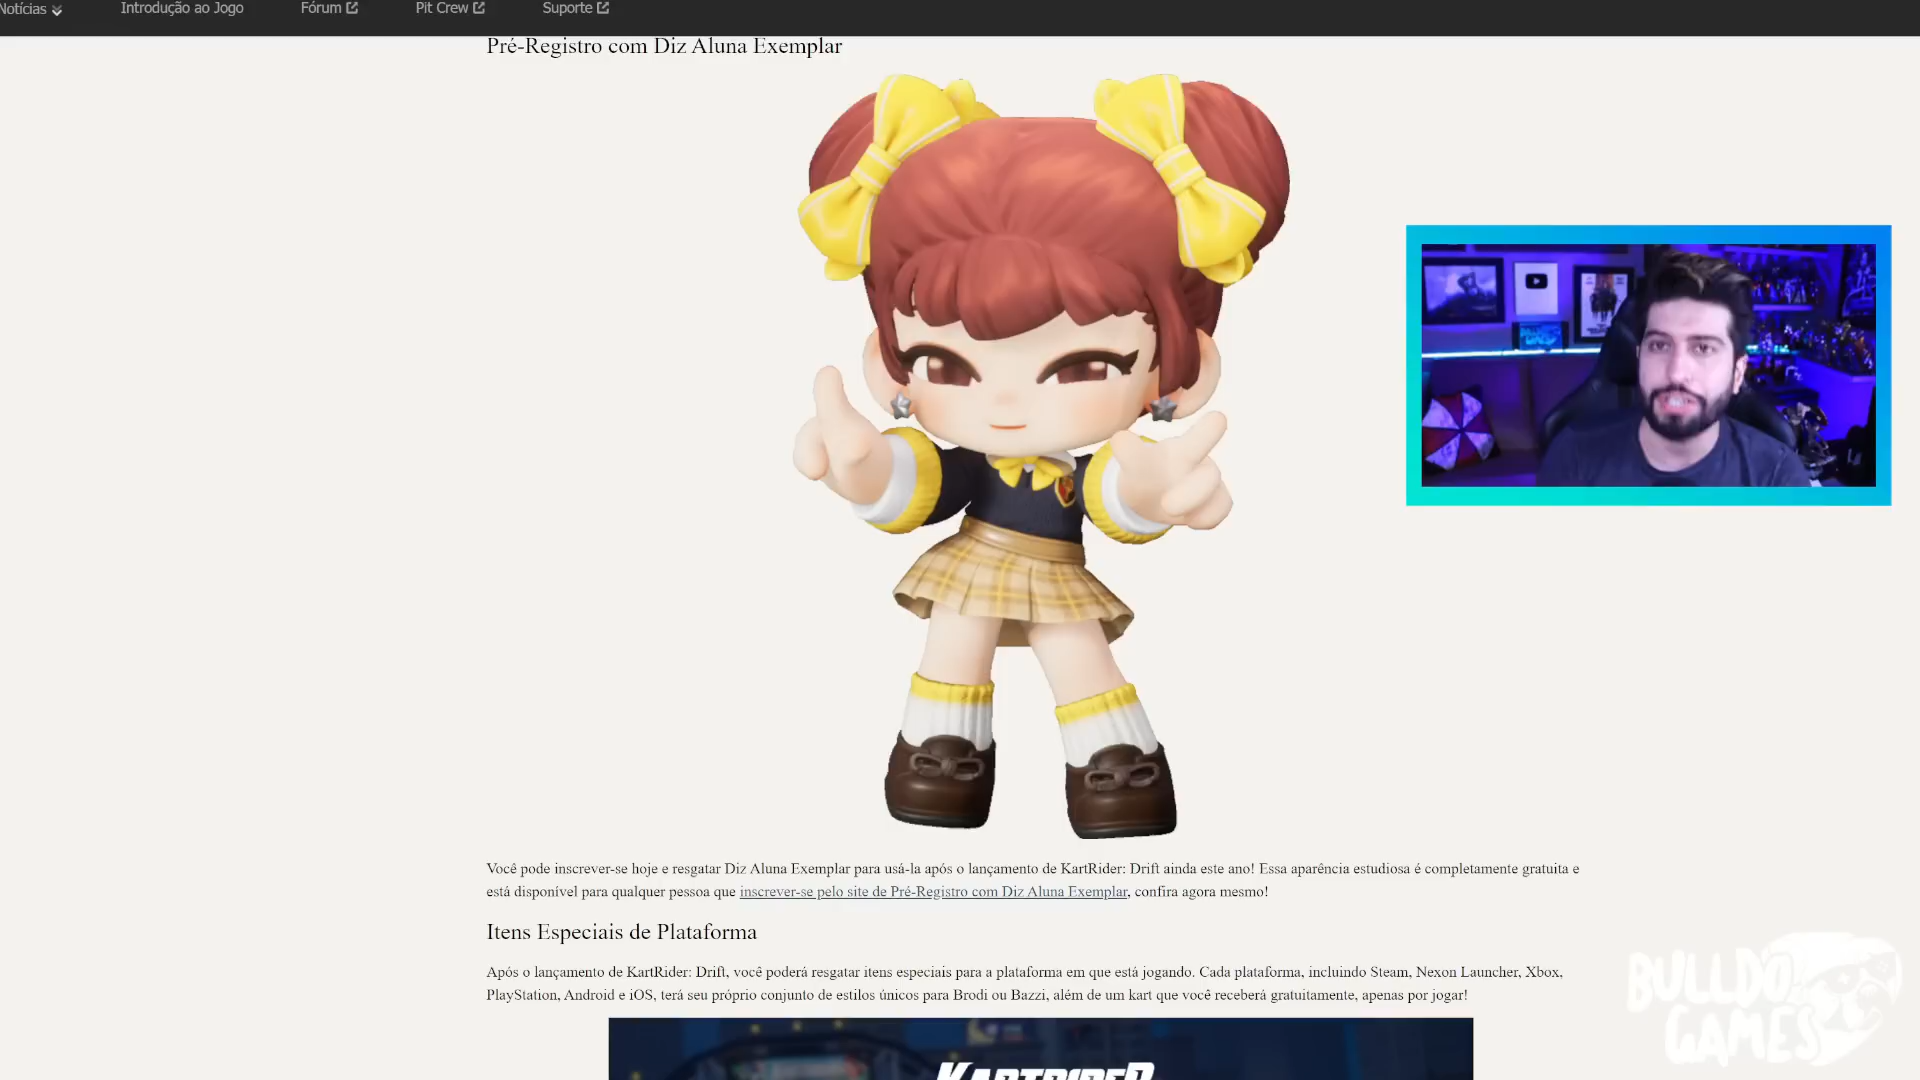 Notícias
Introdução ao Jogo
Fórum
Pit Crew
Suporte
Pré-Registro com Diz Aluna Exemplar
Você pode inscrever-se hoje e resgatar Diz Aluna Exemplar para usá-la após o lançamento de KartRider: Drift ainda este ano! Essa aparência estudiosa é completamente gratuita e
está disponível para qualquer pessoa que inscrever-se pelo site de Pré-Registro com Diz Aluna Exemplar, confira agora mesmo!
Itens Especiais de Plataforma
Após o lançamento de KartRider: Drift, você poderá resgatar itens especiais para a plataforma em que está jogando. Cada plataforma, incluindo Steam, Nexon Launcher, Xbox,
PlayStation, Android e iOS, terá seu próprio conjunto de estilos únicos para Brodi ou Bazzi, além de um kart que você receberá gratuitamente, apenas por jogar!
KARTRIDER
BULLDOG
GAMES